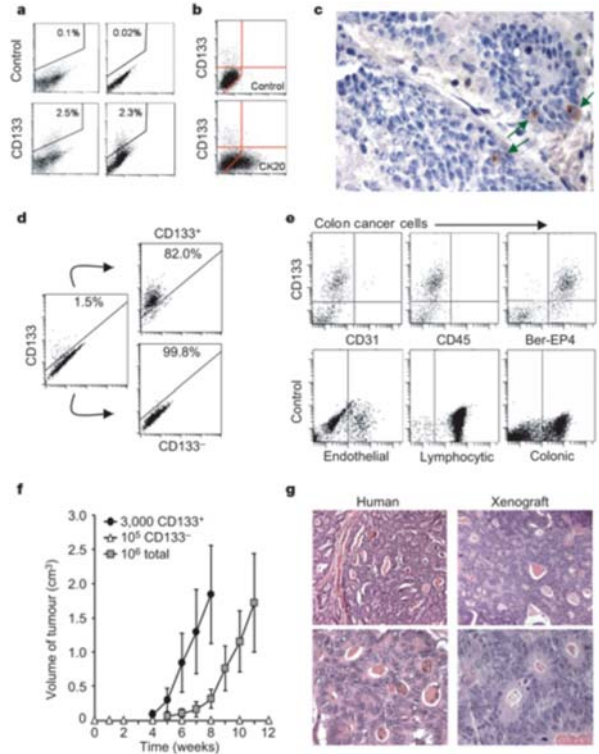 a
0.1%
0.02%
Control
2.5%
2.3%
CD133
b
CD133
Control
CD133
CK20
c
d
CD133⁺
82.0%
1.5%
CD133
99.8%
CD133⁻
e
Colon cancer cells
CD133
CD31
CD45
Ber-EP4
Control
Endothelial
Lymphocytic
Colonic
f
3,000 CD133⁺
10⁵ CD133⁻
10⁶ total
Volume of tumour (cm³)
3.0
2.5
2.0
1.5
1.0
0.5
0
0 2 4 6 8 10 12
Time (weeks)
g
Human
Xenograft